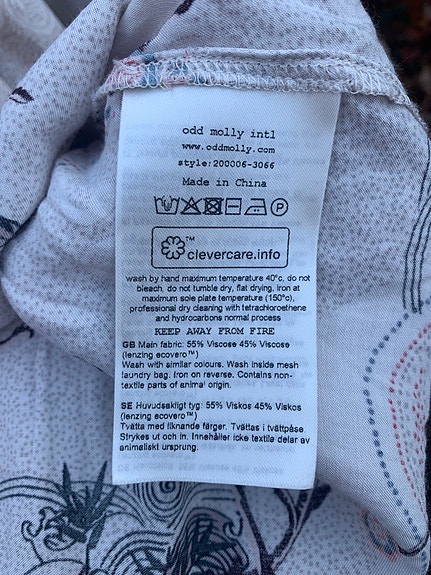 odd molly intl
www.oddmolly.com
style:200006-3066
Made in China
P
™
clevercare.info
wash by hand maximum temperature 40°c, do not
bleach, do not tumble dry, flat drying, iron at
maximum sole plate temperature (150°c),
professional dry cleaning with tetrachloroethene
and hydrocarbons normal process
KEEP AWAY FROM FIRE
GB Main fabric: 55% Viscose 45% Viscose
(lenzing ecovero™)
Wash with similar colours. Wash inside mesh
laundry bag. Iron on reverse. Contains non-
textile parts of animal origin.
SE Huvudsakligt tyg: 55% Viskos 45% Viskos
(lenzing ecovero™)
Tvätta med liknande färger. Tvättas i tvättpåse.
Strykes ut och in. Innehåller icke textila delar av
animaliskt ursprung.